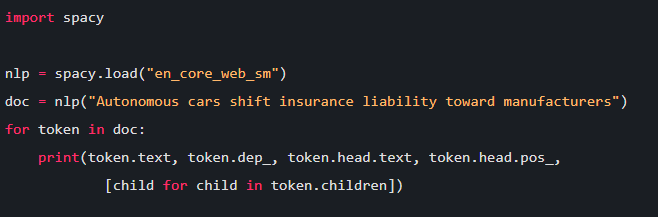 import spacy

nlp = spacy.load("en_core_web_sm")
doc = nlp("Autonomous cars shift insurance liability toward manufacturers")
for token in doc:
    print(token.text, token.dep_, token.head.text, token.head.pos_,
            [child for child in token.children])